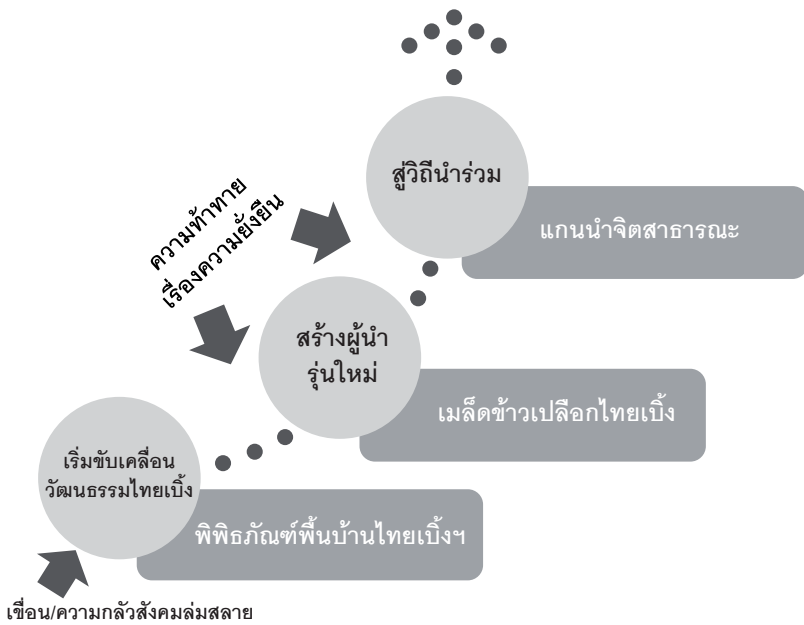 สู่วิถีนำร่วม
แกนนำจิตสาธารณะ
ความท้าทาย
เรื่องความยั่งยืน
สร้างผู้นำ
รุ่นใหม่
เมล็ดข้าวเปลือกไทยเบิ้ง
เริ่มขับเคลื่อน
วัฒนธรรมไทยเบิ้ง
พิพิธภัณฑ์พื้นบ้านไทยเบิ้งฯ
เขื่อน/ความกลัวสังคมล่มสลาย